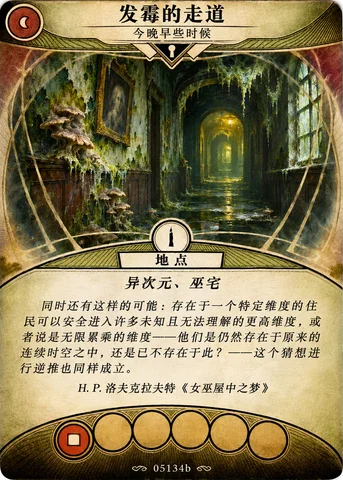 发霉的走道
今晚早些时候
地点
异次元、巫宅
同时还有这样的可能：存在于一个特定维度的住
民可以安全进入许多未知且无法理解的更高维度，或
者说是无限累乘的维度——他们是仍然存在于原来的
连续时空之中，还是已不存在于此？——这个猜想进
行逆推也同样成立。
H. P. 洛夫克拉夫特《女巫屋中之梦》
05134b